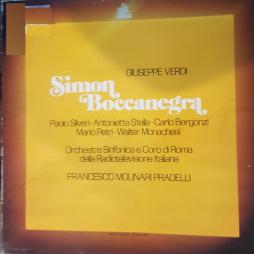 GIUSEPPE VERDI
Simon
Boccanegra
Paolo Silveri · Antonietta Stella · Carlo Bergonzi
Mario Petri · Walter Monachesi
Orchestra Sinfonica e Coro di Roma
della Radiotelevisione Italiana
FRANCESCO MOLINARI PRADELLI